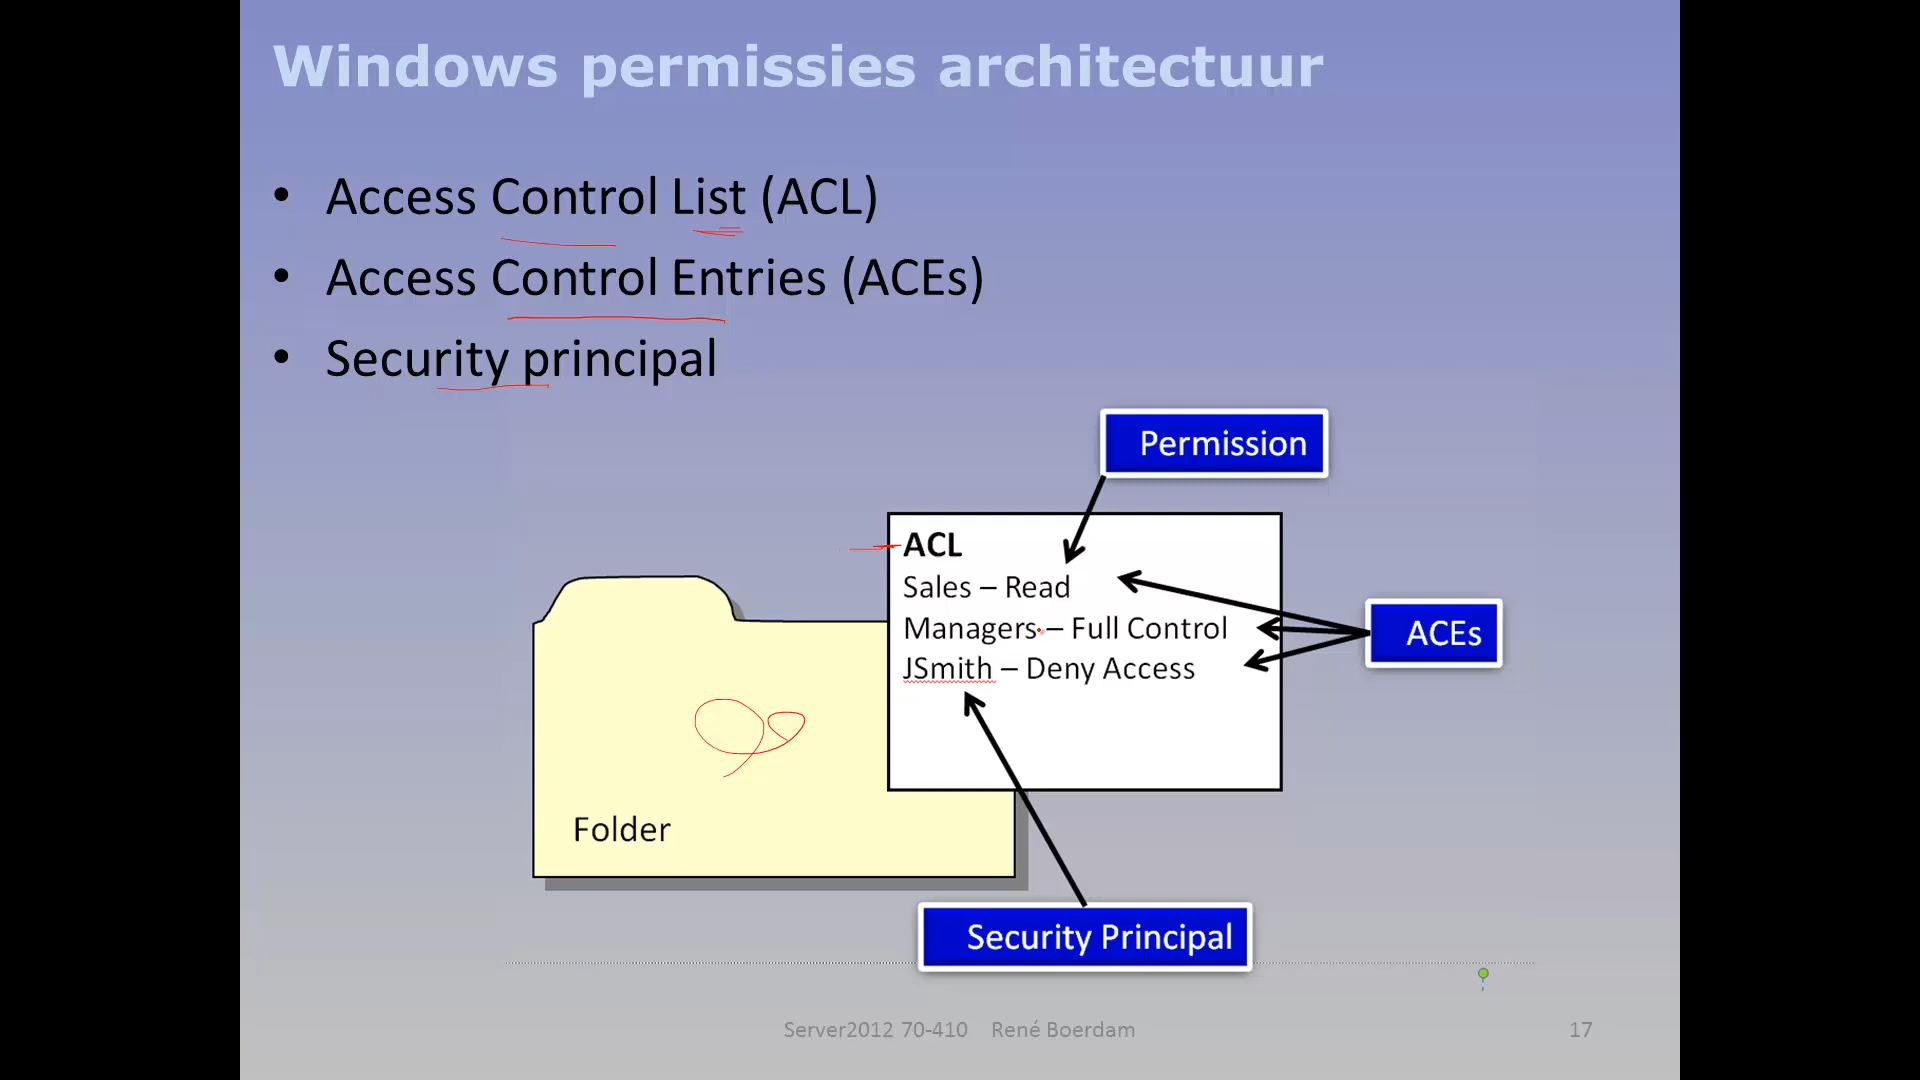 Windows permissies architectuur
• Access Control List (ACL)
• Access Control Entries (ACEs)
• Security principal
Permission
ACL
Sales – Read
Managers – Full Control
JSmith – Deny Access
ACEs
Folder
Security Principal
Server2012 70-410 René Boerdam
17